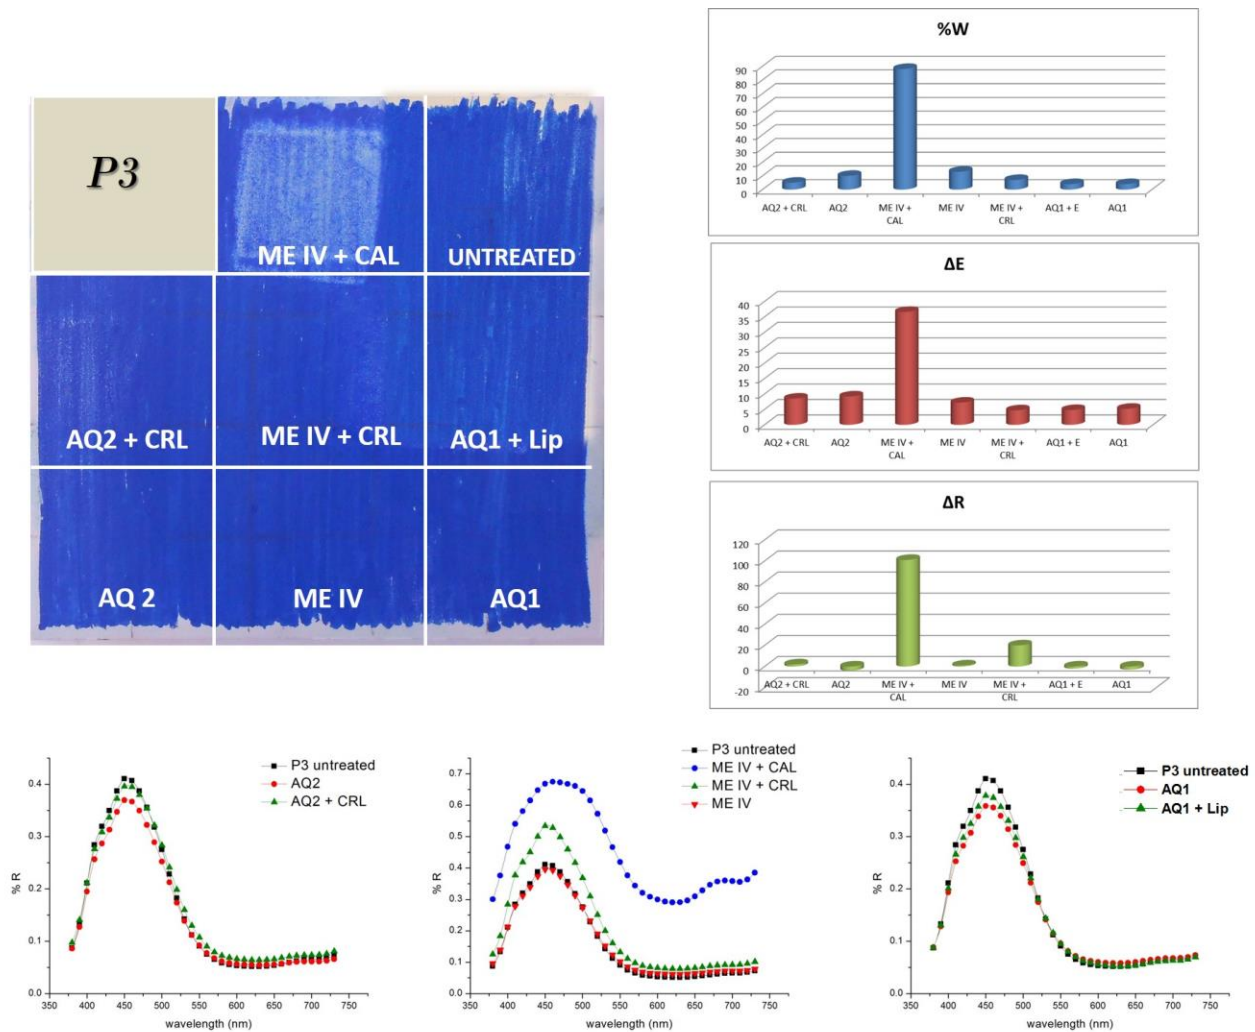 P3
ME IV + CAL
UNTREATED
AQ2 + CRL
ME IV + CRL
AQ1 + Lip
AQ 2
ME IV
AQ1
%W
90
80
70
60
50
40
30
20
10
0
AQ2 + CRL
AQ2
ME IV +
CAL
ME IV
ME IV +
CRL
AQ1 + E
AQ1
ΔE
40
35
30
25
20
15
10
5
0
AQ2 + CRL
AQ2
ME IV +
CAL
ME IV
ME IV +
CRL
AQ1 + E
AQ1
ΔR
120
100
80
60
40
20
0
-20
AQ2 + CRL
AQ2
ME IV +
CAL
ME IV
ME IV +
CRL
AQ1 + E
AQ1
P3 untreated
AQ2
AQ2 + CRL
% R
0.4
0.3
0.2
0.1
0.0
350 400 450 500 550 600 650 700 750
wavelength (nm)
P3 untreated
ME IV + CAL
ME IV + CRL
ME IV
% R
0.7
0.6
0.5
0.4
0.3
0.2
0.1
0.0
350 400 450 500 550 600 650 700 750
wavelength (nm)
P3 untreated
AQ1
AQ1 + Lip
% R
0.4
0.3
0.2
0.1
0.0
350 400 450 500 550 600 650 700 750
wavelength (nm)